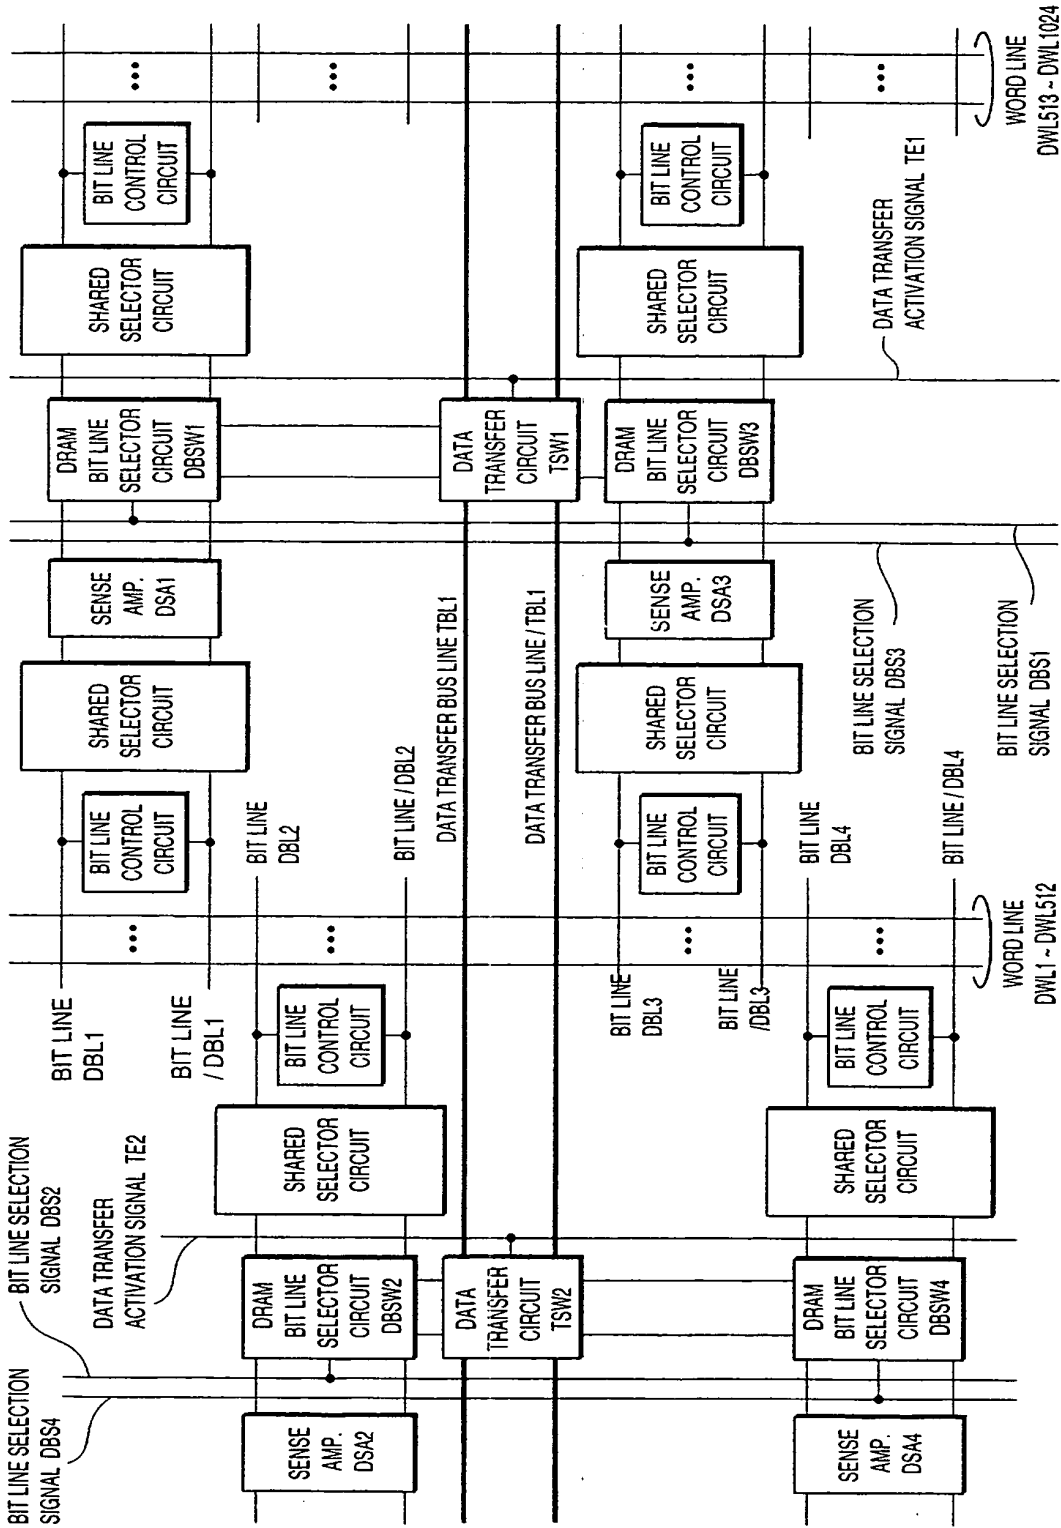 BIT LINE SELECTION
SIGNAL DBS4
BIT LINE SELECTION
SIGNAL DBS2
DATA TRANSFER
ACTIVATION SIGNAL TE2
BIT LINE
DBL1
BIT LINE
/ DBL1
BIT LINE
CONTROL
CIRCUIT
SHARED
SELECTOR
CIRCUIT
SENSE
AMP.
DSA1
DRAM
BIT LINE
SELECTOR
CIRCUIT
DBSW1
SHARED
SELECTOR
CIRCUIT
BIT LINE
CONTROL
CIRCUIT
•••
•••
SENSE
AMP.
DSA2
DRAM
BIT LINE
SELECTOR
CIRCUIT
DBSW2
SHARED
SELECTOR
CIRCUIT
BIT LINE
CONTROL
CIRCUIT
•••
BIT LINE
DBL2
BIT LINE / DBL2
•••
DATA
TRANSFER
CIRCUIT
TSW2
DATA TRANSFER BUS LINE TBL1
DATA TRANSFER BUS LINE / TBL1
DATA
TRANSFER
CIRCUIT
TSW1
BIT LINE
DBL3
BIT LINE
/DBL3
•••
BIT LINE
CONTROL
CIRCUIT
SHARED
SELECTOR
CIRCUIT
SENSE
AMP.
DSA3
DRAM
BIT LINE
SELECTOR
CIRCUIT
DBSW3
SHARED
SELECTOR
CIRCUIT
BIT LINE
CONTROL
CIRCUIT
•••
SENSE
AMP.
DSA4
DRAM
BIT LINE
SELECTOR
CIRCUIT
DBSW4
SHARED
SELECTOR
CIRCUIT
BIT LINE
CONTROL
CIRCUIT
•••
BIT LINE
DBL4
BIT LINE/ DBL4
•••
BIT LINE SELECTION
SIGNAL DBS3
DATA TRANSFER
ACTIVATION SIGNAL TE1
WORD LINE
DWL1 ~ DWL512
BIT LINE SELECTION
SIGNAL DBS1
WORD LINE
DWL513 ~ DWL1024